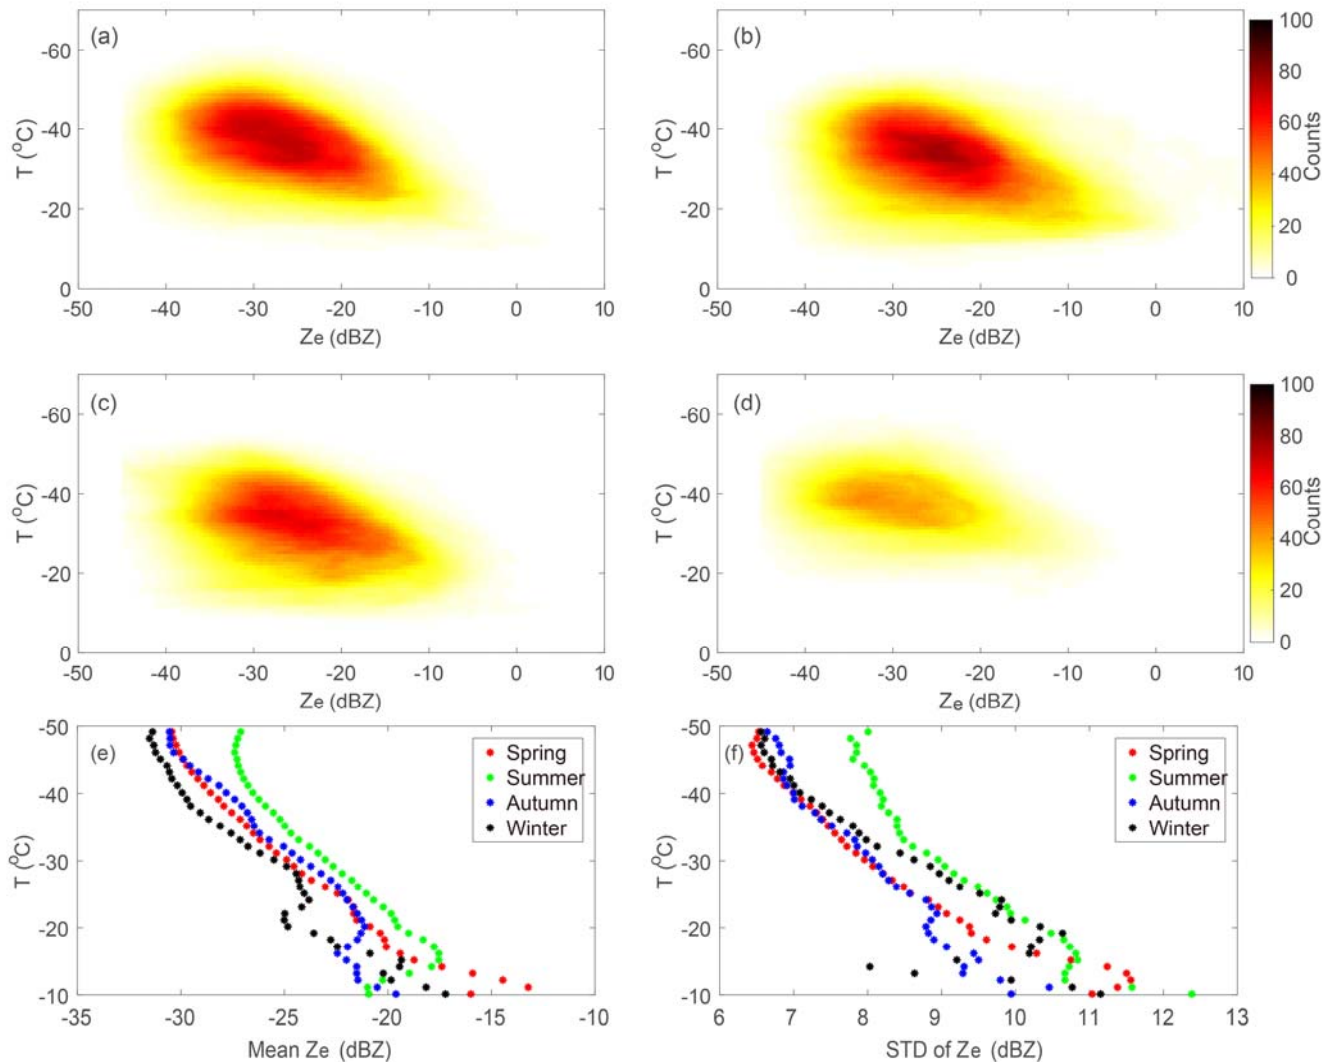 (a)
-60
-40
-20
0
T (°C)
-50 -40 -30 -20 -10 0 10
Ze (dBZ)
(b)
-60
-40
-20
0
T (°C)
-50 -40 -30 -20 -10 0 10
Ze (dBZ)
100
80
60
40
20
0
Counts
(c)
-60
-40
-20
0
T (°C)
-50 -40 -30 -20 -10 0 10
Ze (dBZ)
(d)
-60
-40
-20
0
T (°C)
-50 -40 -30 -20 -10 0 10
Ze (dBZ)
100
80
60
40
20
0
Counts
(e)
-50
-40
-30
-20
-10
T (°C)
Spring
Summer
Autumn
Winter
-35 -30 -25 -20 -15 -10
Mean Ze (dBZ)
(f)
-50
-40
-30
-20
-10
T (°C)
Spring
Summer
Autumn
Winter
6 7 8 9 10 11 12 13
STD of Ze (dBZ)